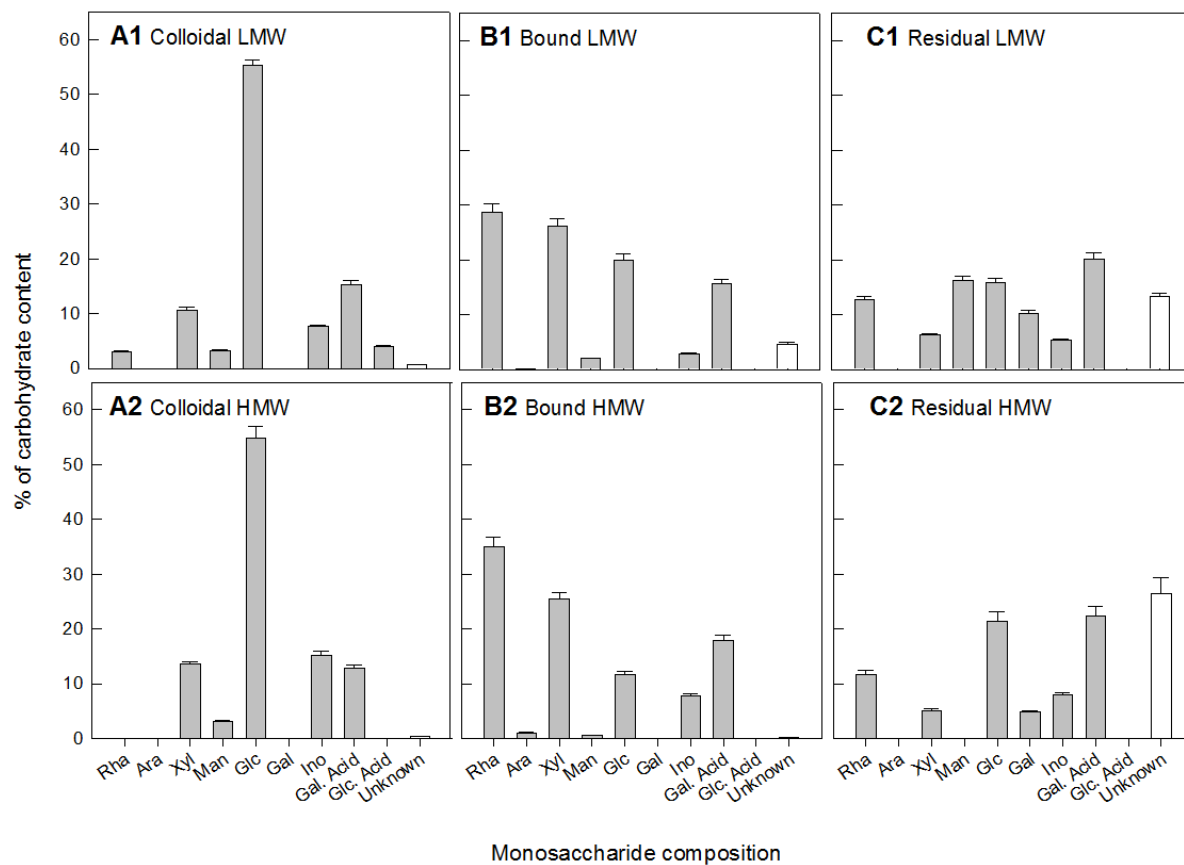 A1 Colloidal LMW
B1 Bound LMW
C1 Residual LMW
60
50
40
30
20
10
0
A2 Colloidal HMW
B2 Bound HMW
C2 Residual HMW
60
50
40
30
20
10
0
% of carbohydrate content
Rha Ara Xyl Man Glc Gal Ino Gal. Acid Glc. Acid Unknown
Rha Ara Xyl Man Glc Gal Ino Gal. Acid Glc. Acid Unknown
Rha Ara Xyl Man Glc Gal Ino Gal. Acid Glc. Acid Unknown
Monosaccharide composition